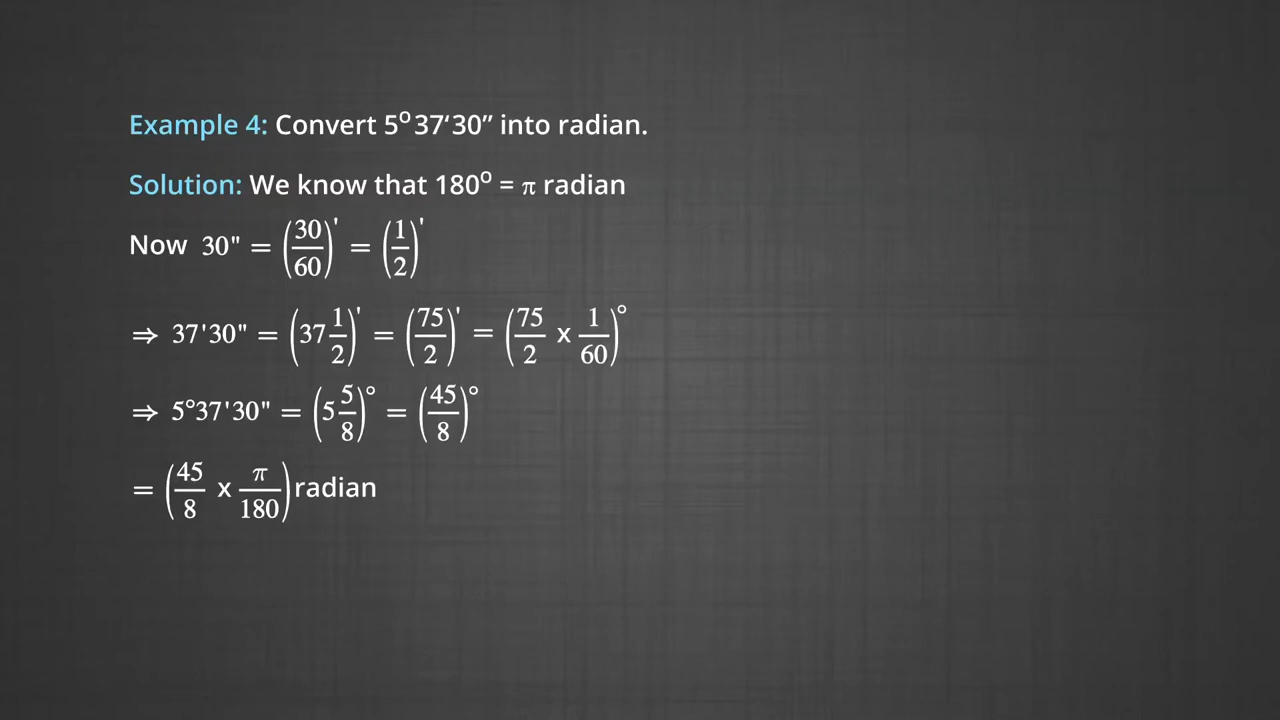 Example 4: Convert 5° 37‘30” into radian.
Solution: We know that 180° = π radian
Now 30" = (30/60)' = (1/2)'
⇒ 37'30" = (37 1/2)' = (75/2)' = (75/2 x 1/60)°
⇒ 5°37'30" = (5 5/8)° = (45/8)°
= (45/8 x π/180) radian